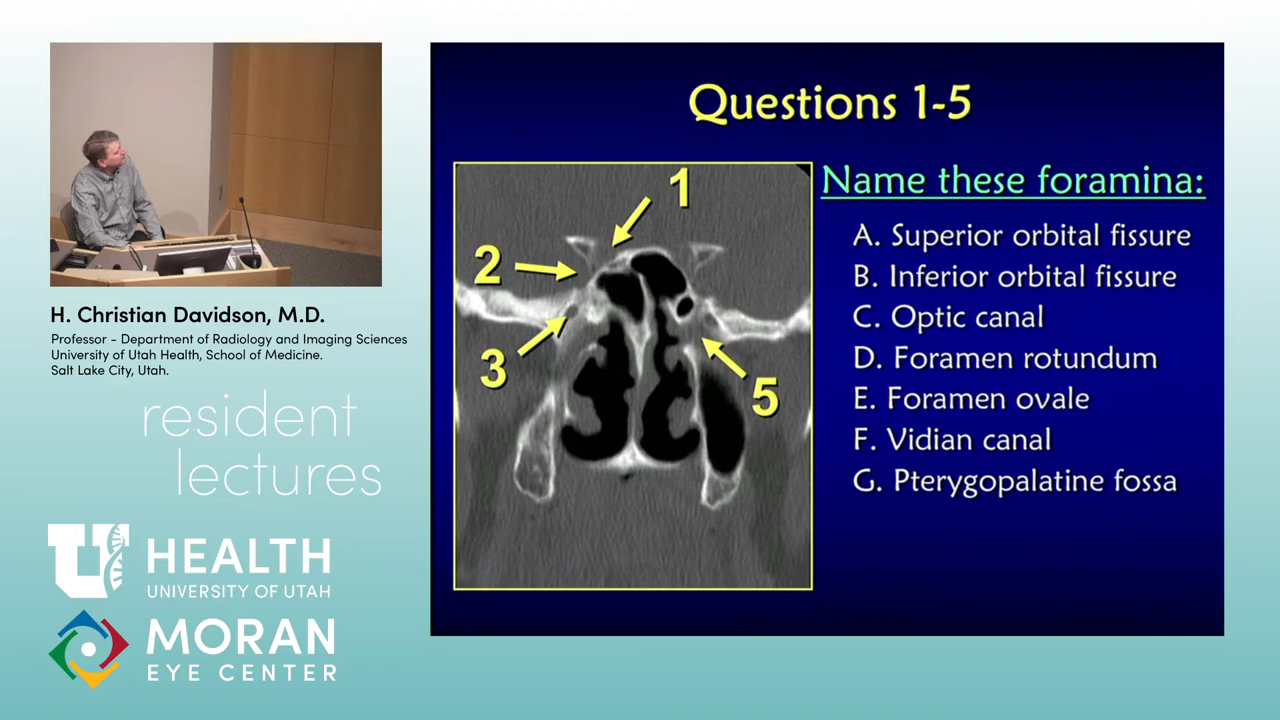 Questions 1-5
1
2
3
5
Name these foramina:
A. Superior orbital fissure
B. Inferior orbital fissure
C. Optic canal
D. Foramen rotundum
E. Foramen ovale
F. Vidian canal
G. Pterygopalatine fossa
H. Christian Davidson, M.D.
Professor - Department of Radiology and Imaging Sciences
University of Utah Health, School of Medicine.
Salt Lake City, Utah.
resident
lectures
U HEALTH
UNIVERSITY OF UTAH
MORAN
EYE CENTER